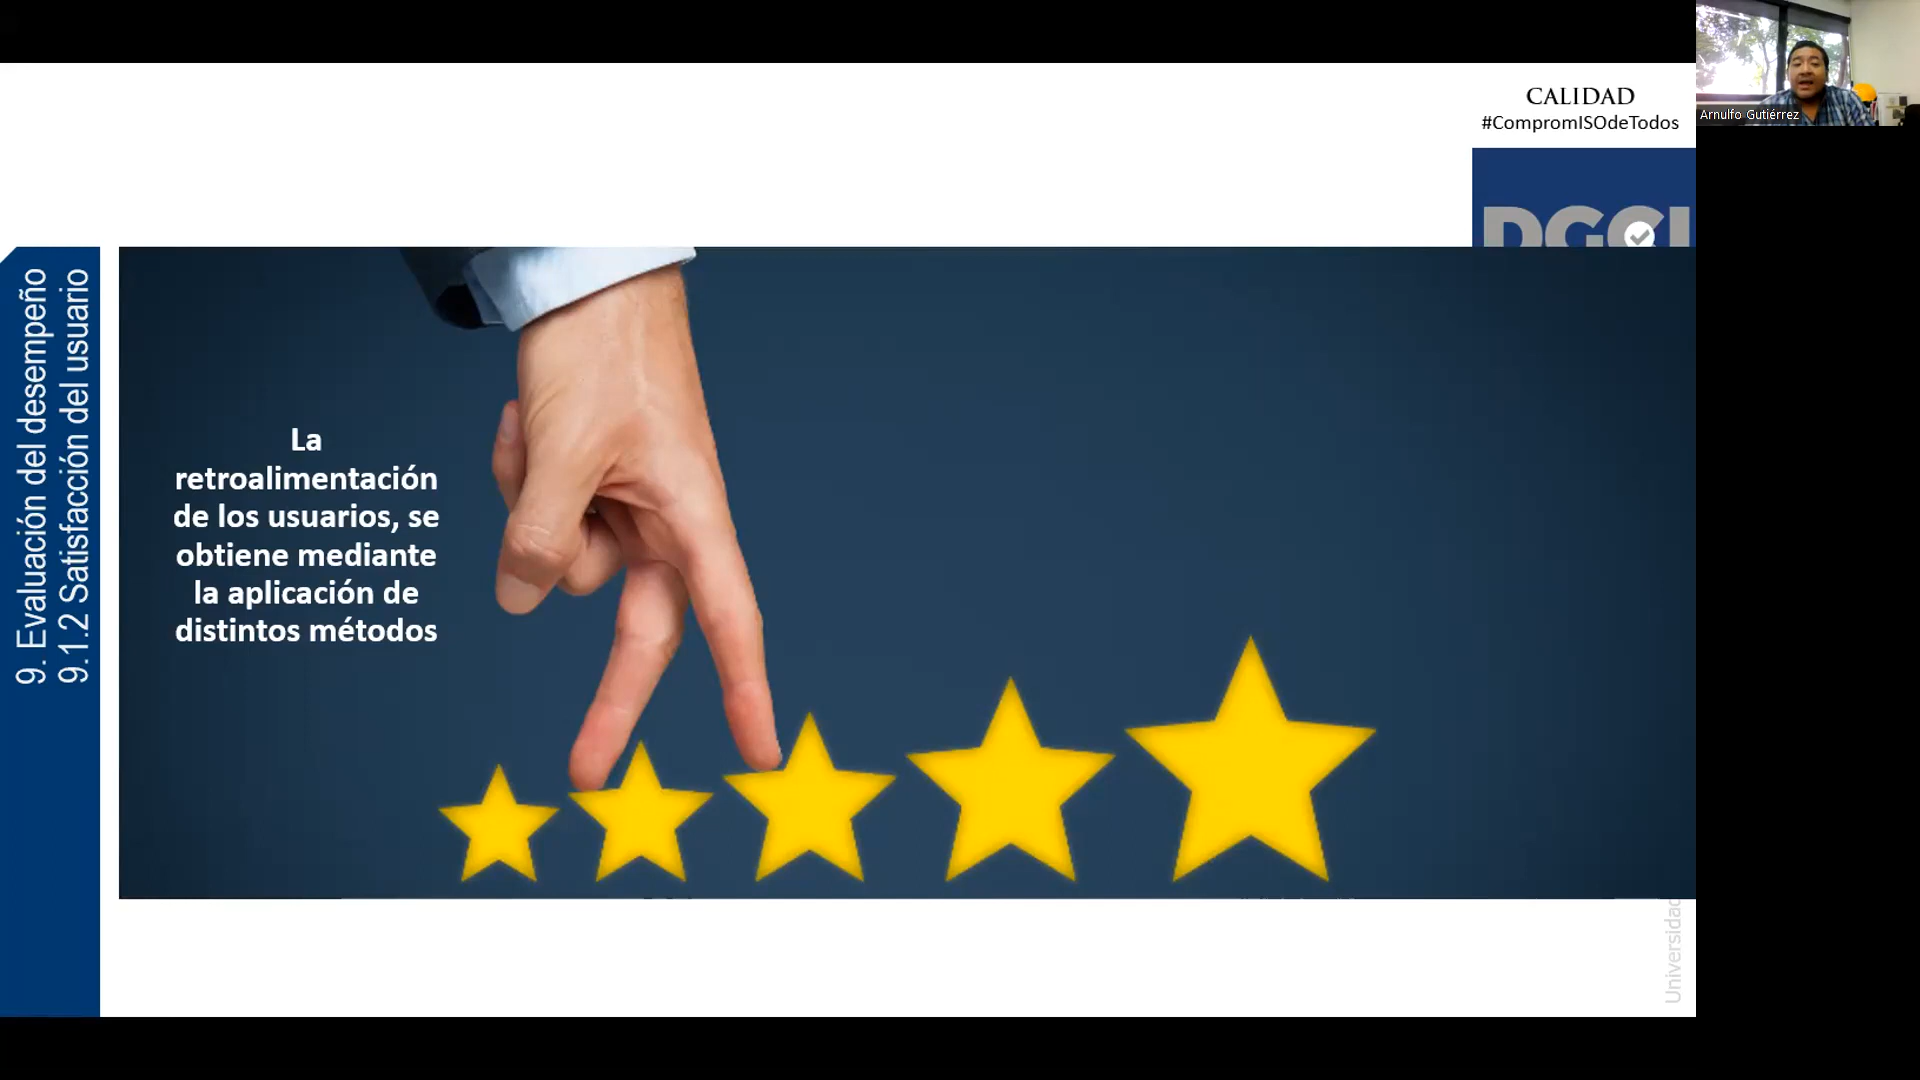 CALIDAD
#CompromISOdeTodos
Arnulfo Gutiérrez
9. Evaluación del desempeño
9.1.2 Satisfacción del usuario
La
retroalimentación
de los usuarios, se
obtiene mediante
la aplicación de
distintos métodos
Universidad